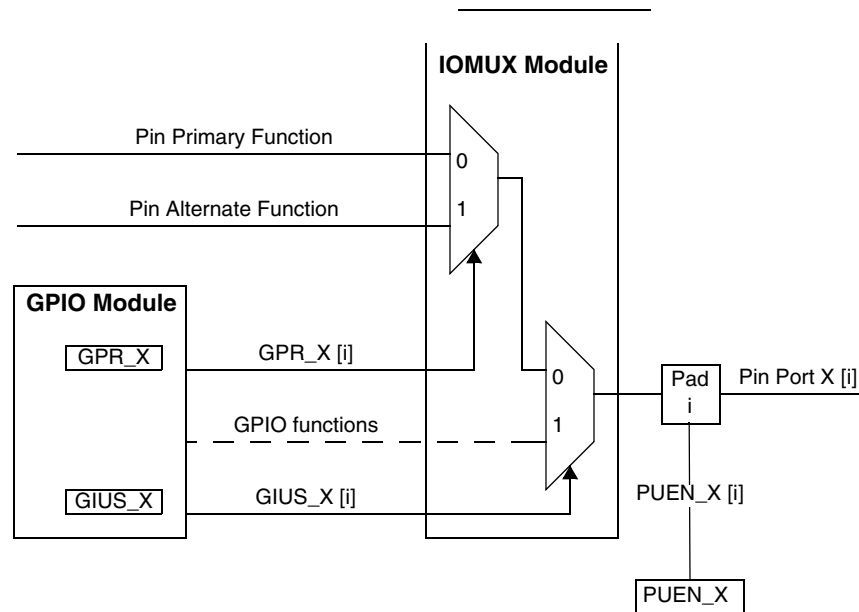 IOMUX Module
Pin Primary Function
0
Pin Alternate Function
1
GPIO Module
GPR_X
GPR_X [i]
0
Pad
i
Pin Port X [i]
GPIO functions
1
GIUS_X
GIUS_X [i]
PUEN_X [i]
PUEN_X